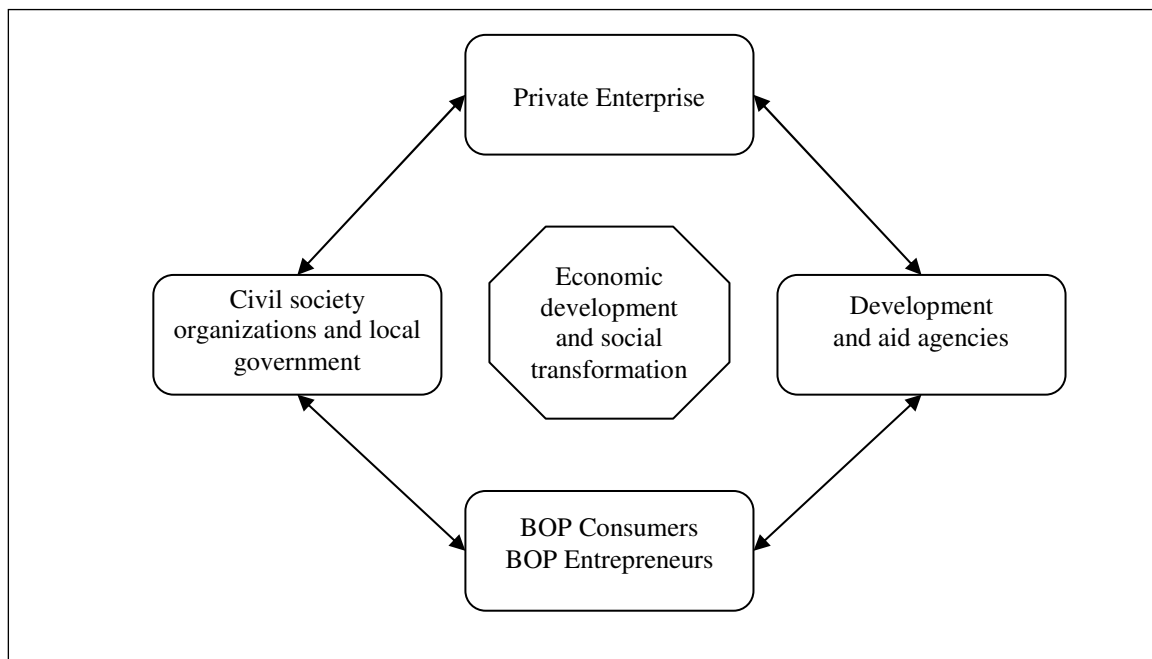 Private Enterprise
Civil society
organizations and local
government
Economic
development
and social
transformation
Development
and aid agencies
BOP Consumers
BOP Entrepreneurs